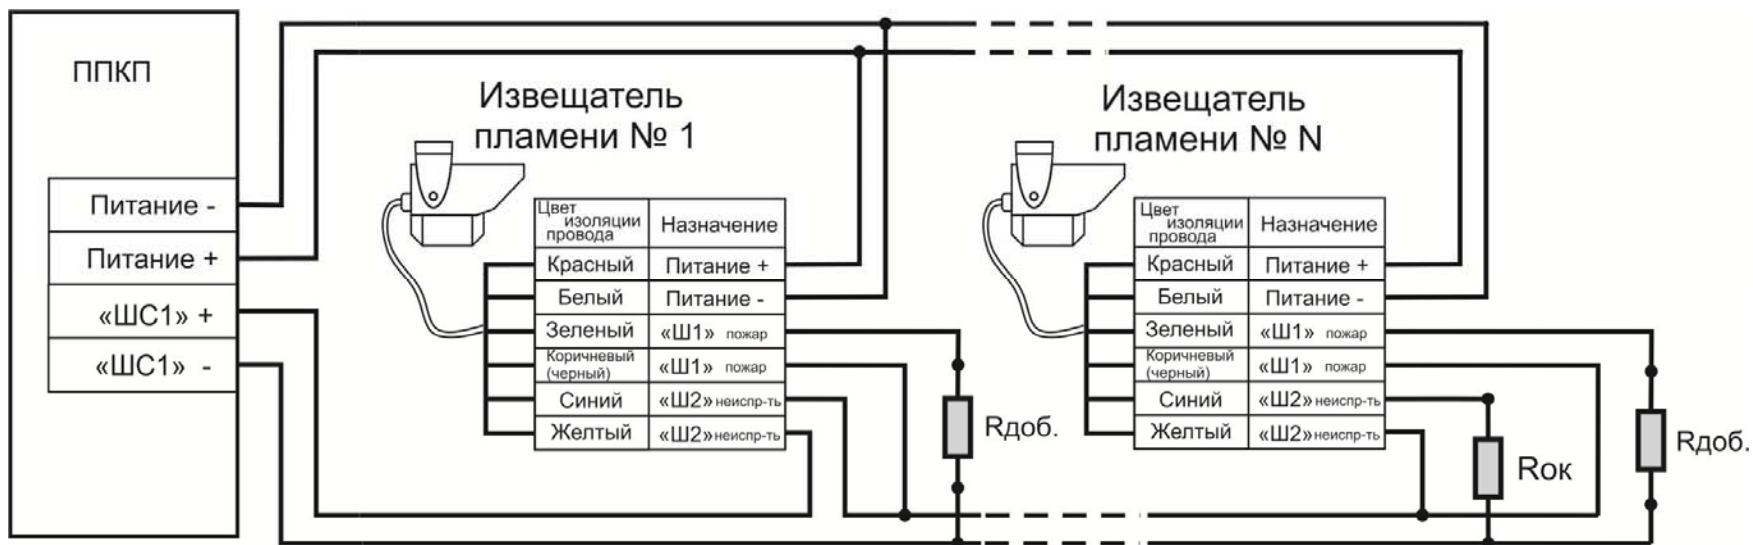 ППКП
Питание -
Питание +
«ШС1» +
«ШС1» -
Извещатель
пламени № 1
Цвет
изоляции
провода
Назначение
Красный Питание +
Белый Питание -
Зеленый «Ш1» пожар
Коричневый
(черный)
«Ш1» пожар
Синий «Ш2» неиспр-ть
Желтый «Ш2» неиспр-ть
Rдоб.
Извещатель
пламени № N
Цвет
изоляции
провода
Назначение
Красный Питание +
Белый Питание -
Зеленый «Ш1» пожар
Коричневый
(черный)
«Ш1» пожар
Синий «Ш2» неиспр-ть
Желтый «Ш2» неиспр-ть
Rок
Rдоб.